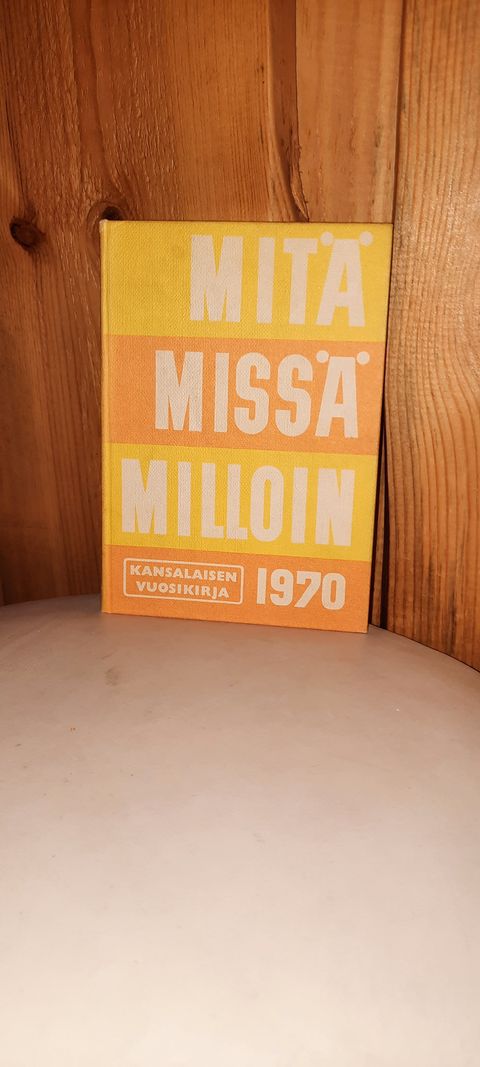 MITÄ
MISSÄ
MILLOIN
KANSALAISEN
VUOSIKIRJA
1970